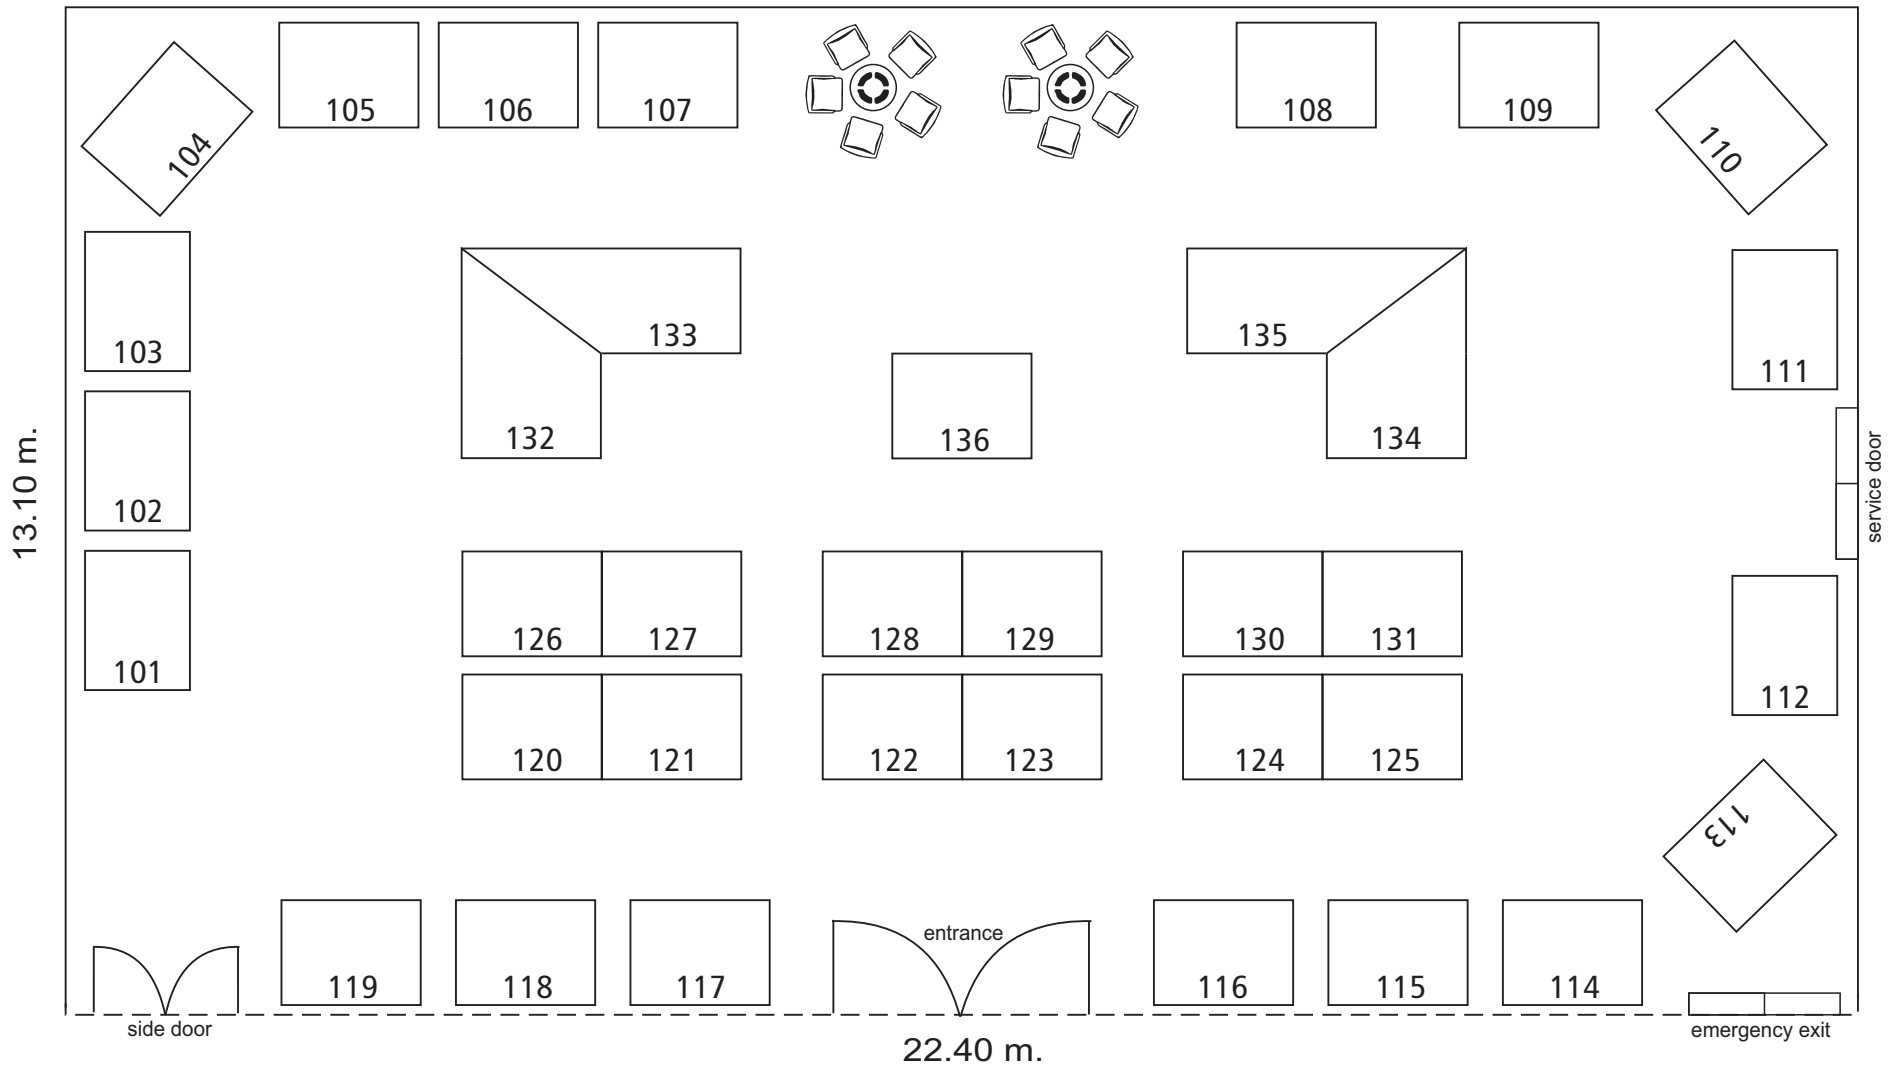 105 106 107 108 109
104 110
103 133 135 111
132 136 134
102
13.10 m.
service door
126 127 128 129 130 131
101 112
120 121 122 123 124 125
113
entrance
119 118 117 116 115 114
side door
emergency exit
22.40 m.